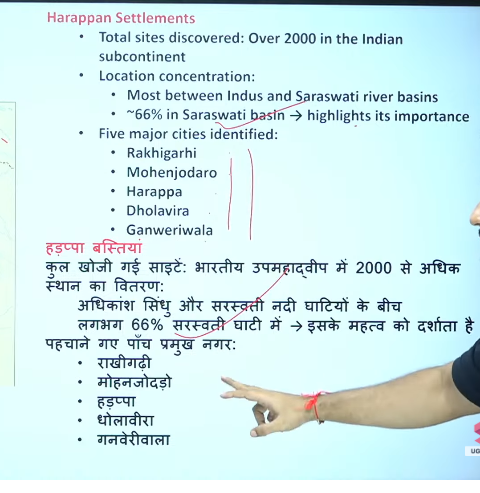 Harappan Settlements
• Total sites discovered: Over 2000 in the Indian
subcontinent
• Location concentration:
• Most between Indus and Saraswati river basins
• ~66% in Saraswati basin → highlights its importance
• Five major cities identified:
• Rakhigarhi
• Mohenjodaro
• Harappa
• Dholavira
• Ganweriwala
हड़प्पा बस्तियां
कुल खोजी गई साइटें: भारतीय उपमहाद्वीप में 2000 से अधिक
स्थान का वितरण:
अधिकांश सिंधु और सरस्वती नदी घाटियों के बीच
लगभग 66% सरस्वती घाटी में → इसके महत्व को दर्शाता है
पहचाने गए पाँच प्रमुख नगर:
• राखीगढ़ी
• मोहनजोदड़ो
• हड़प्पा
• धोलावीरा
• गनवेरीवाला
UG